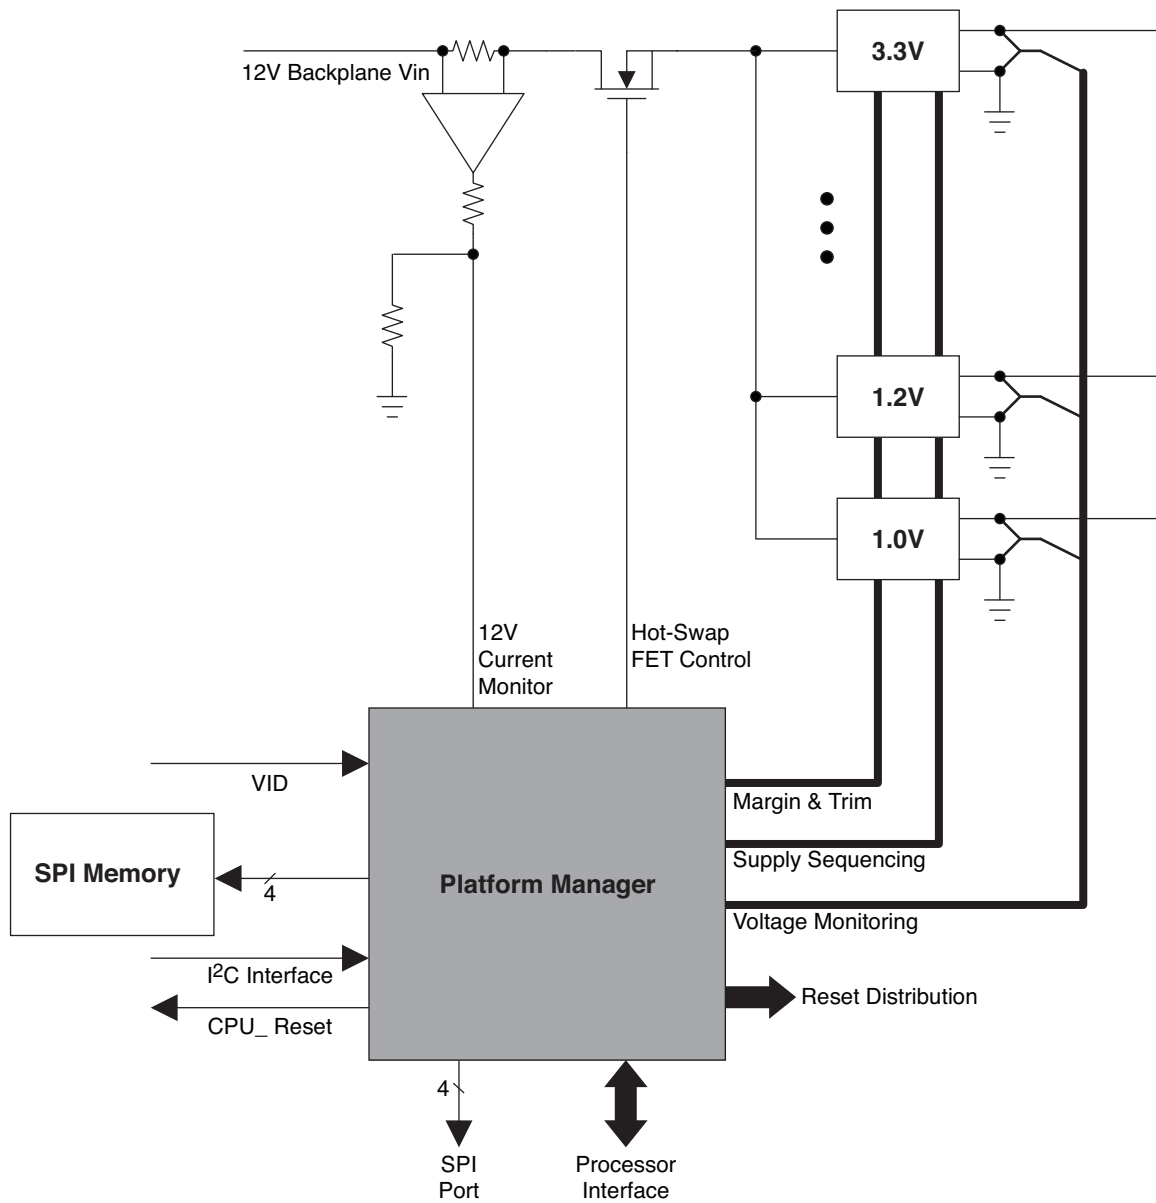 3.3V
12V Backplane Vin
1.2V
1.0V
12V
Current
Monitor
Hot-Swap
FET Control
VID
Margin & Trim
SPI Memory
4
Platform Manager
Supply Sequencing
Voltage Monitoring
I²C Interface
Reset Distribution
CPU_ Reset
4
SPI
Port
Processor
Interface